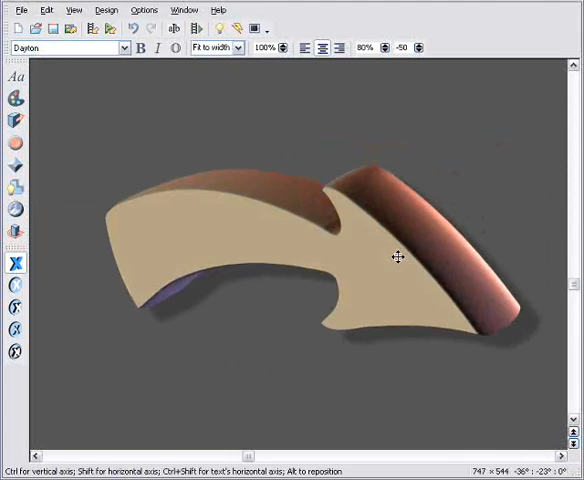 File Edit View Design Options Window Help
a|b
Dayton B I O Fit to width 100% 80% -50
Aa
X
X
X
X
X
Ctrl for vertical axis; Shift for horizontal axis; Ctrl+Shift for text's horizontal axis; Alt to reposition 747 × 544 -36° : -23° : 0°